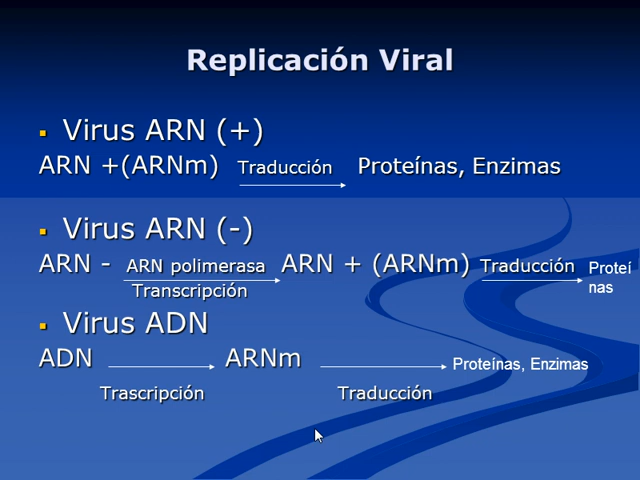 Replicación Viral
Virus ARN (+)
ARN +(ARNm) Traducción Proteínas, Enzimas
Virus ARN (-)
ARN - ARN polimerasa ARN + (ARNm) Traducción Proteí
Transcripción nas
Virus ADN
ADN ARNm Proteínas, Enzimas
Trascripción Traducción